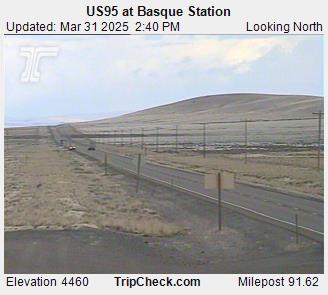 US95 at Basque Station
Updated: Mar 31 2025 2:40 PM Looking North
Elevation 4460 TripCheck.com Milepost 91.62